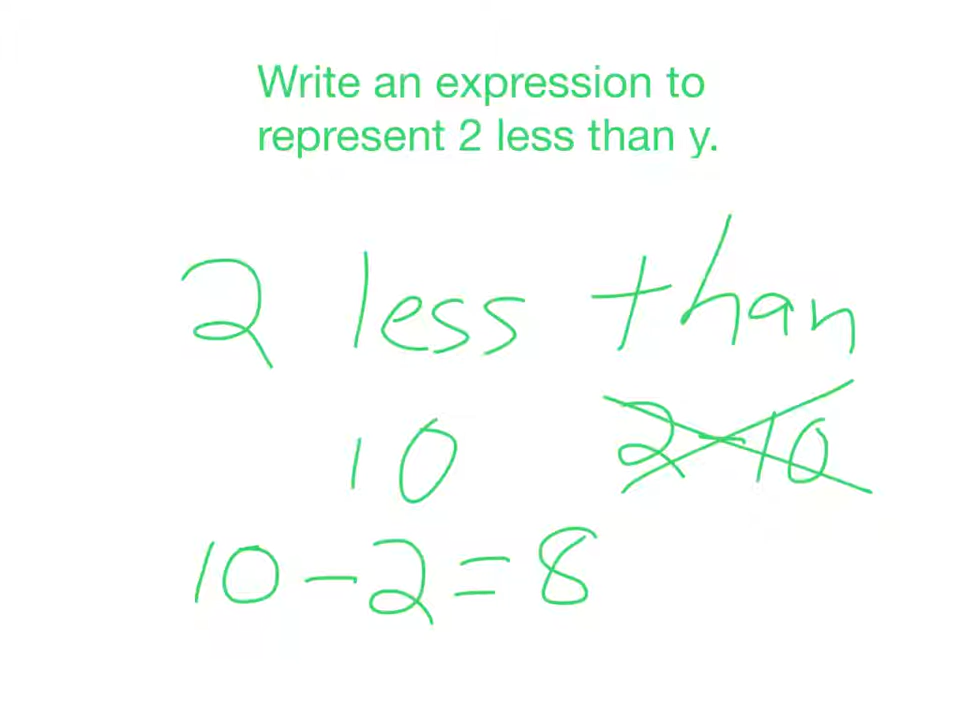 Write an expression to
represent 2 less than y.
2 less than
10 2-10
10-2=8